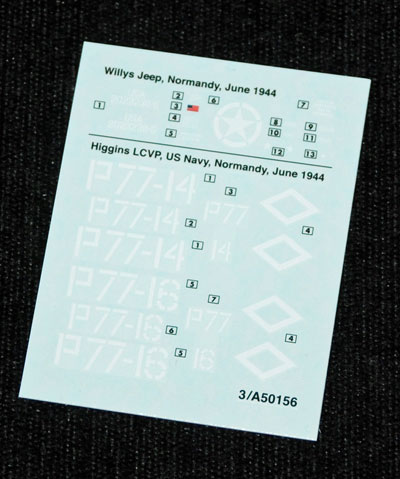 Willys Jeep, Normandy, June 1944
2 6 7
1 3
4 8 9
5 10 11
12 13
Higgins LCVP, US Navy, Normandy, June 1944
P77-14 1 3
P77-14 P77 4
2
P77-14 1 14
P77-16 5
7
P77-16 6 P77
4
P77-16 5 16
3/A50156